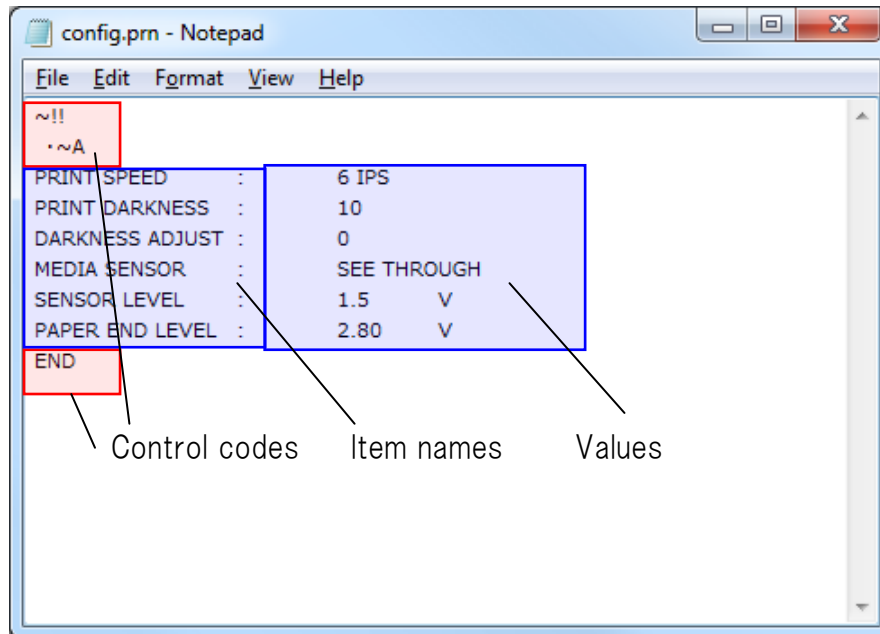 config.prn - Notepad
File Edit Format View Help
~!!
·~A
PRINT SPEED : 6 IPS
PRINT DARKNESS : 10
DARKNESS ADJUST : 0
MEDIA SENSOR : SEE THROUGH
SENSOR LEVEL : 1.5 V
PAPER END LEVEL : 2.80 V
END
Control codes Item names Values